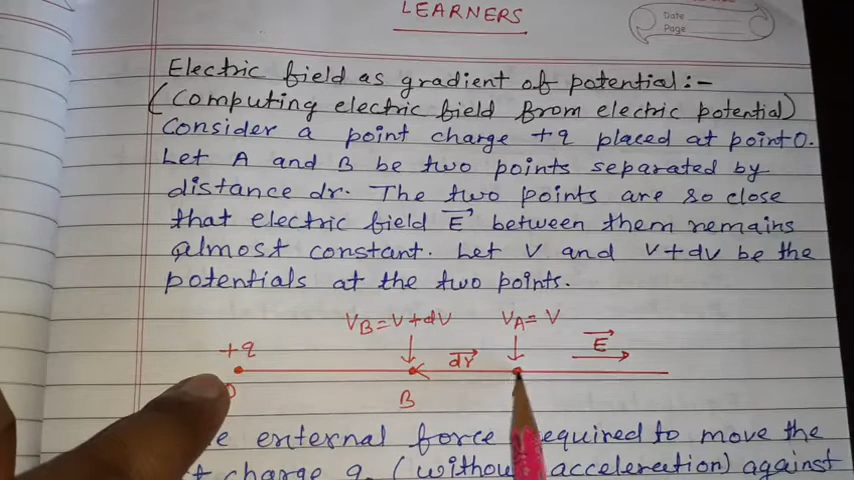 LEARNERS
Date
Page
Electric field as gradient of potential:-
(Computing electric field from electric potential)
Consider a point charge +q placed at point O.
Let A and B be two points separated by
distance dr. The two points are so close
that electric field E⃗ between them remains
almost constant. Let V and V+dV be the
potentials at the two points.
V_B = V+dV V_A = V
+q dr⃗ E⃗
B
external force required to move the
charge q (without acceleration) against